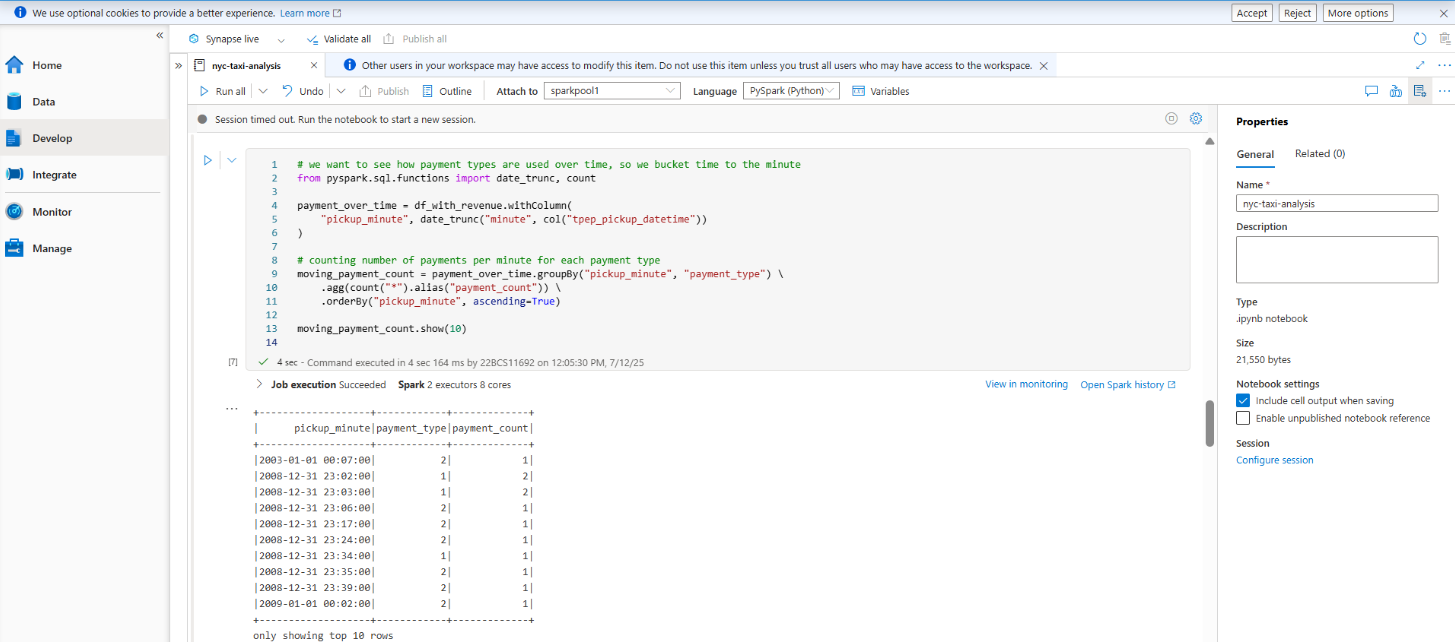 We use optional cookies to provide a better experience. Learn more
Accept
Reject
More options
Synapse live
Validate all
Publish all
Home
Data
Develop
Integrate
Monitor
Manage
nyc-taxi-analysis
Other users in your workspace may have access to modify this item. Do not use this item unless you trust all users who may have access to the workspace.
Run all
Undo
Publish
Outline
Attach to
sparkpool1
Language
PySpark (Python)
Variables
Session timed out. Run the notebook to start a new session.
1 # we want to see how payment types are used over time, so we bucket time to the minute
2 from pyspark.sql.functions import date_trunc, count
3
4 payment_over_time = df_with_revenue.withColumn(
5     "pickup_minute", date_trunc("minute", col("tpep_pickup_datetime"))
6 )
7
8 # counting number of payments per minute for each payment type
9 moving_payment_count = payment_over_time.groupBy("pickup_minute", "payment_type") \
10     .agg(count("*").alias("payment_count")) \
11     .orderBy("pickup_minute", ascending=True)
12
13 moving_payment_count.show(10)
14
[7]
4 sec - Command executed in 4 sec 164 ms by 22BCS11692 on 12:05:30 PM, 7/12/25
Job execution Succeeded Spark 2 executors 8 cores
View in monitoring
Open Spark history
...
+-------------------+------------+-------------+
|      pickup_minute|payment_type|payment_count|
+-------------------+------------+-------------+
|2003-01-01 00:07:00|           2|            1|
|2008-12-31 23:02:00|           1|            2|
|2008-12-31 23:03:00|           1|            2|
|2008-12-31 23:06:00|           2|            1|
|2008-12-31 23:17:00|           2|            1|
|2008-12-31 23:24:00|           2|            1|
|2008-12-31 23:34:00|           1|            1|
|2008-12-31 23:35:00|           2|            1|
|2008-12-31 23:39:00|           2|            1|
|2009-01-01 00:02:00|           2|            1|
+-------------------+------------+-------------+
only showing top 10 rows
Properties
General
Related (0)
Name *
nyc-taxi-analysis
Description
Type
.ipynb notebook
Size
21,550 bytes
Notebook settings
Include cell output when saving
Enable unpublished notebook reference
Session
Configure session